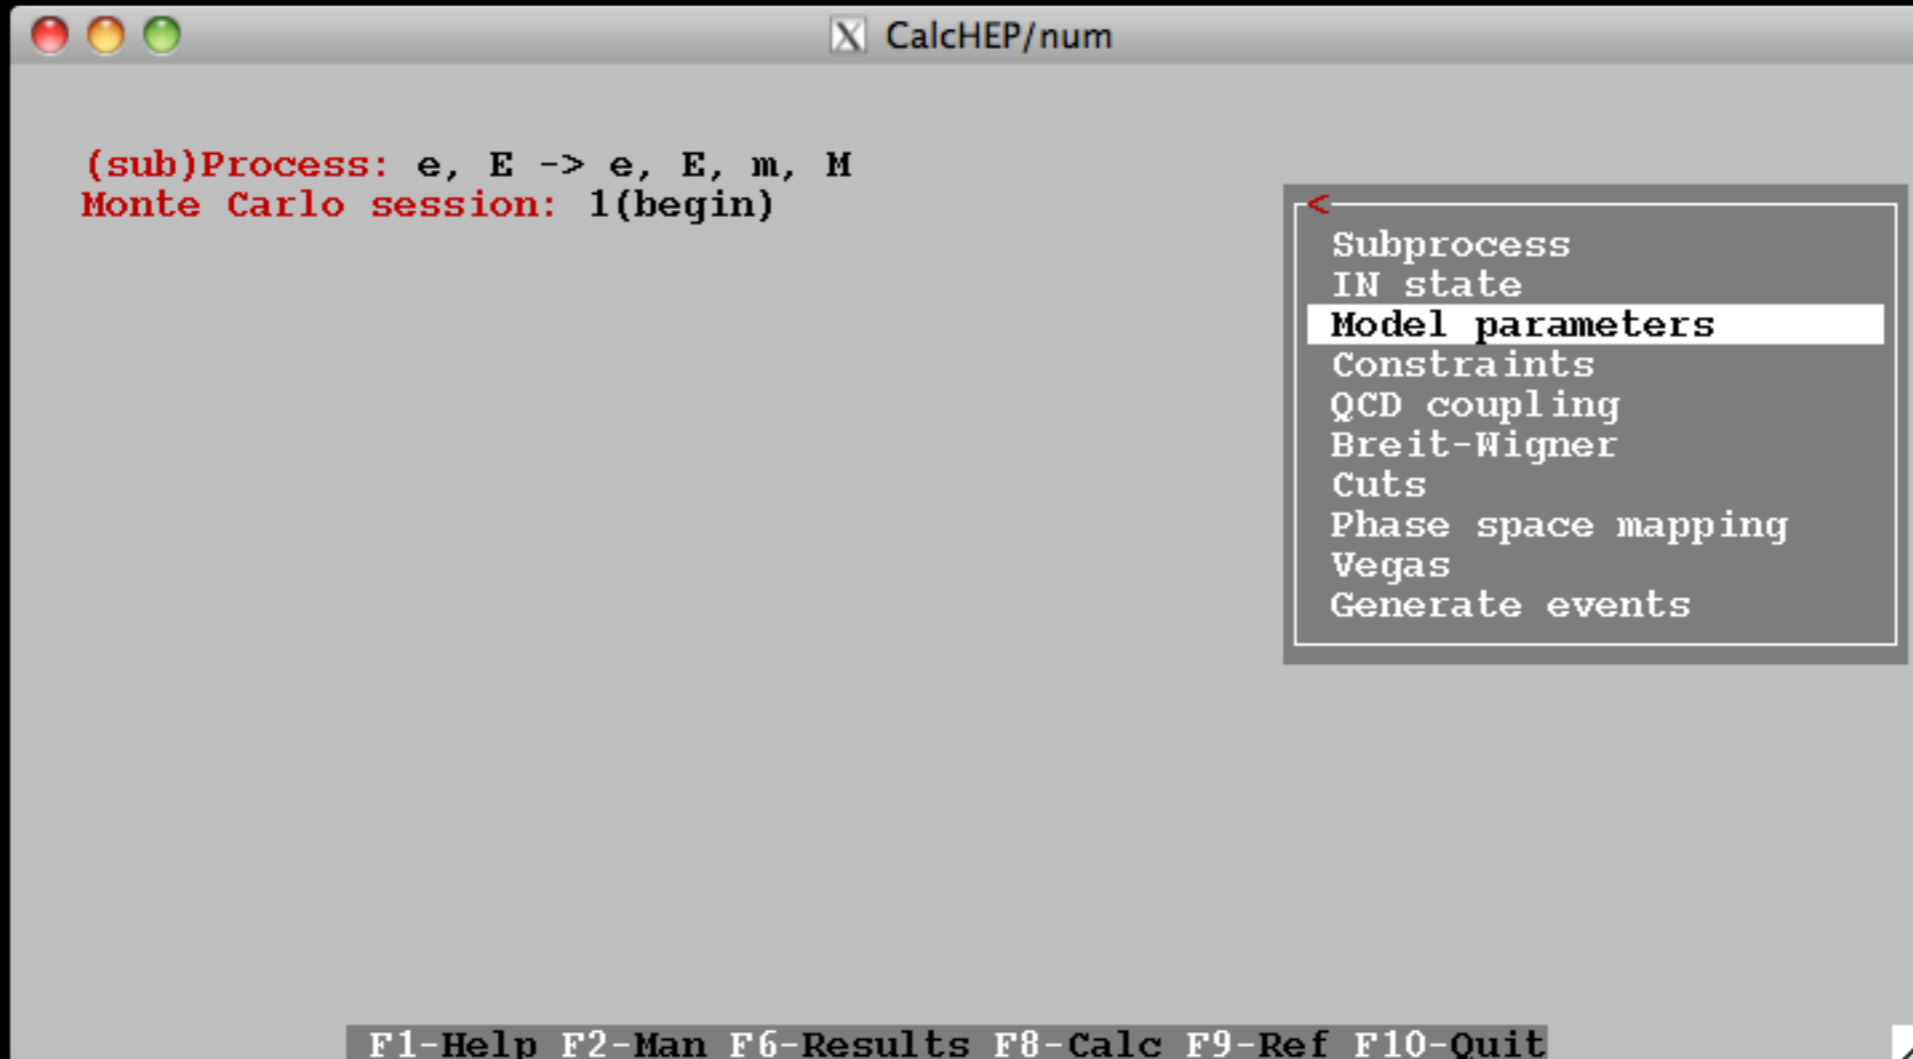 CalcHEP/num
(sub)Process: e, E -> e, E, m, M
Monte Carlo session: 1(begin)
<
Subprocess
IN state
Model parameters
Constraints
QCD coupling
Breit-Wigner
Cuts
Phase space mapping
Vegas
Generate events
F1-Help F2-Man F6-Results F8-Calc F9-Ref F10-Quit